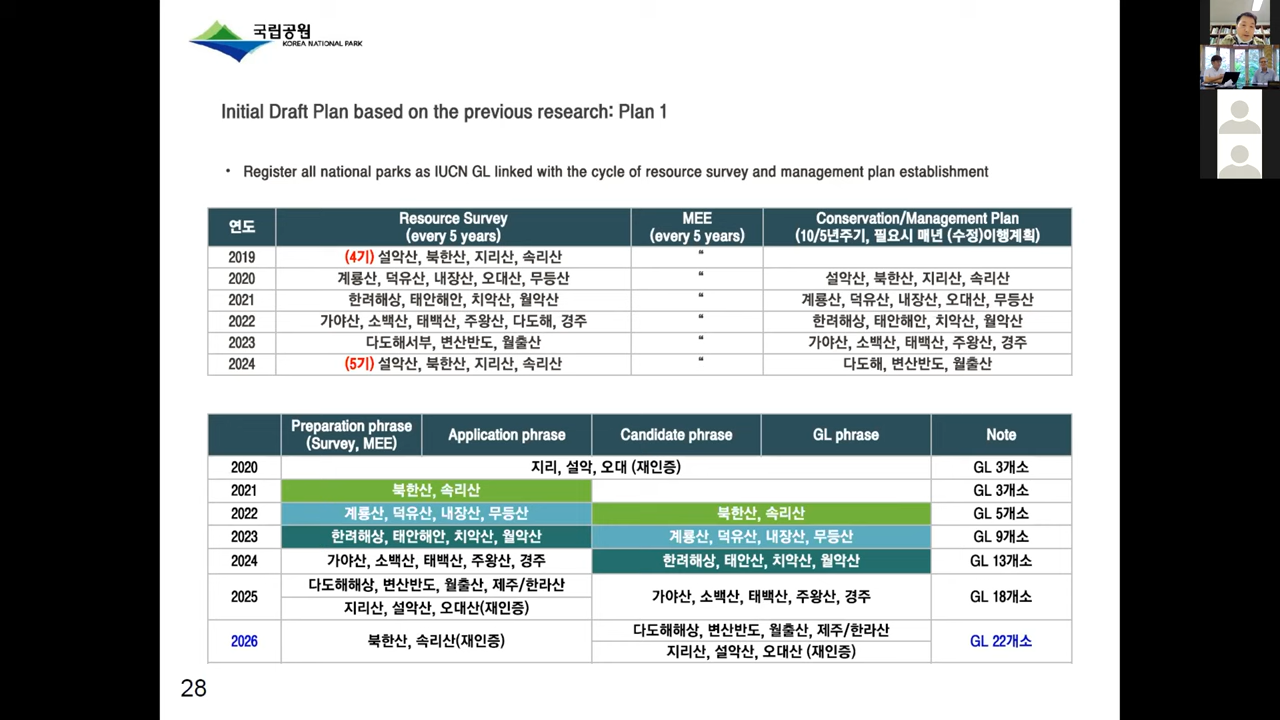 국립공원
KOREA NATIONAL PARK
Initial Draft Plan based on the previous research: Plan 1
• Register all national parks as IUCN GL linked with the cycle of resource survey and management plan establishment
연도 Resource Survey (every 5 years) MEE (every 5 years) Conservation/Management Plan (10/5년주기, 필요시 매년 (수정)이행계획)
2019 (4기) 설악산, 북한산, 지리산, 속리산 “
2020 계룡산, 덕유산, 내장산, 오대산, 무등산 “ 설악산, 북한산, 지리산, 속리산
2021 한려해상, 태안해안, 치악산, 월악산 “ 계룡산, 덕유산, 내장산, 오대산, 무등산
2022 가야산, 소백산, 태백산, 주왕산, 다도해, 경주 “ 한려해상, 태안해안, 치악산, 월악산
2023 다도해서부, 변산반도, 월출산 “ 가야산, 소백산, 태백산, 주왕산, 경주
2024 (5기) 설악산, 북한산, 지리산, 속리산 “ 다도해, 변산반도, 월출산
Preparation phrase (Survey, MEE) Application phrase Candidate phrase GL phrase Note
2020 지리, 설악, 오대 (재인증) GL 3개소
2021 북한산, 속리산 GL 3개소
2022 계룡산, 덕유산, 내장산, 무등산 북한산, 속리산 GL 5개소
2023 한려해상, 태안해안, 치악산, 월악산 계룡산, 덕유산, 내장산, 무등산 GL 9개소
2024 가야산, 소백산, 태백산, 주왕산, 경주 한려해상, 태안산, 치악산, 월악산 GL 13개소
2025 다도해해상, 변산반도, 월출산, 제주/한라산 가야산, 소백산, 태백산, 주왕산, 경주 GL 18개소
지리산, 설악산, 오대산(재인증)
2026 북한산, 속리산(재인증) 다도해해상, 변산반도, 월출산, 제주/한라산 GL 22개소
지리산, 설악산, 오대산 (재인증)
28